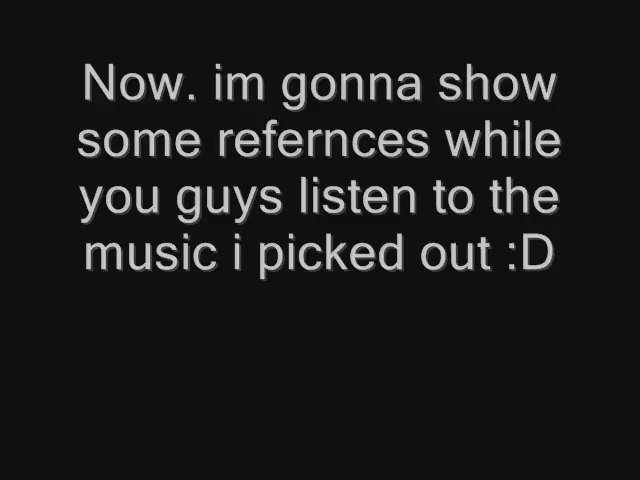 Now. im gonna show
some refernces while
you guys listen to the
music i picked out :D